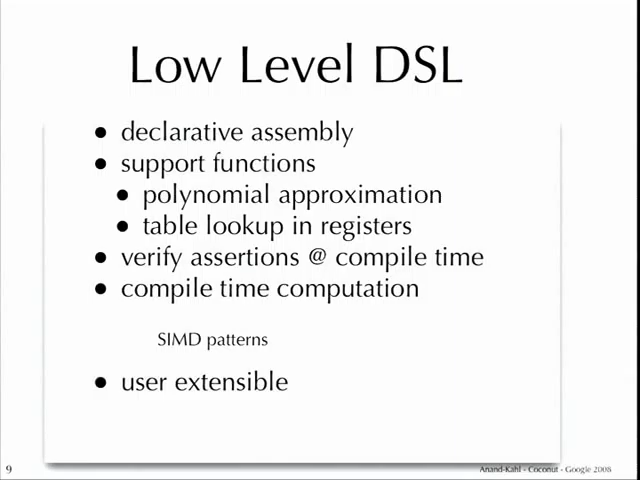 Low Level DSL
• declarative assembly
• support functions
• polynomial approximation
• table lookup in registers
• verify assertions @ compile time
• compile time computation
SIMD patterns
• user extensible
9
Anand-Kahl - Coconut - Google 2008